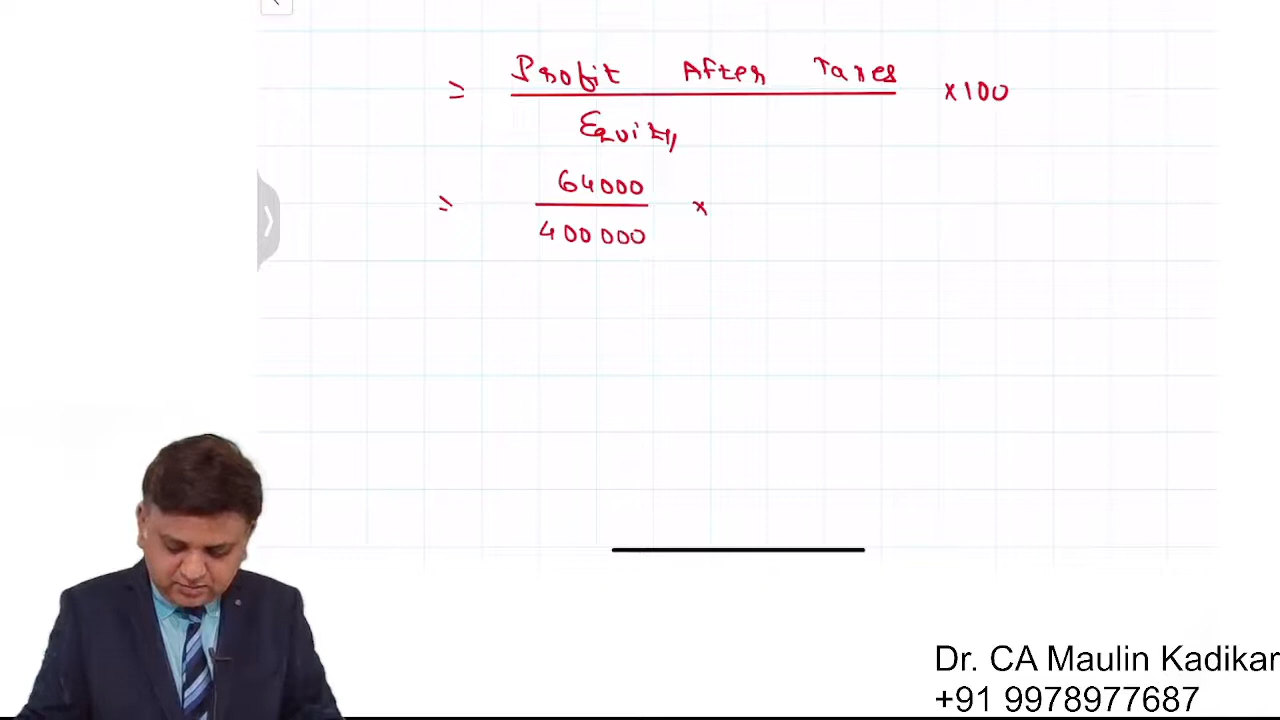 = Profit After Taxes ×100
Equity
= 64000 ×
400000
Dr. CA Maulin Kadikar
+91 9978977687